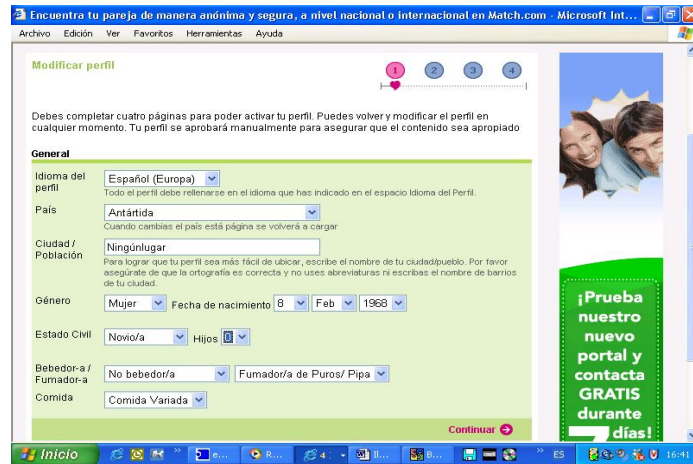 Encuentra tu pareja de manera anónima y segura, a nivel nacional o internacional en Match.com - Microsoft Int...
Archivo Edición Ver Favoritos Herramientas Ayuda
Modificar perfil
1 2 3 4
Debes completar cuatro páginas para poder activar tu perfil. Puedes volver y modificar el perfil en
cualquier momento. Tu perfil se aprobará manualmente para asegurar que el contenido sea apropiado
General
Idioma del
perfil
Español (Europa)
Todo el perfil debe rellenarse en el idioma que has indicado en el espacio Idioma del Perfil.
País
Antártida
Cuando cambias el país está página se volverá a cargar
Ciudad /
Población
Ningúnlugar
Para lograr que tu perfil sea más fácil de ubicar, escribe el nombre de tu ciudad/pueblo. Por favor
asegúrate de que la ortografía es correcta y no uses abreviaturas ni escribas el nombre de barrios
de tu ciudad.
Género
Mujer Fecha de nacimiento 8 Feb 1968
Estado Civil
Novio/a Hijos 0
Bebedor-a /
Fumador-a
No bebedor/a Fumador/a de Puros/ Pipa
Comida
Comida Variada
Continuar
¡Prueba
nuestro
nuevo
portal y
contacta
GRATIS
durante
7 días!
Inicio
e...
R...
4
Il...
B...
ES
16:41